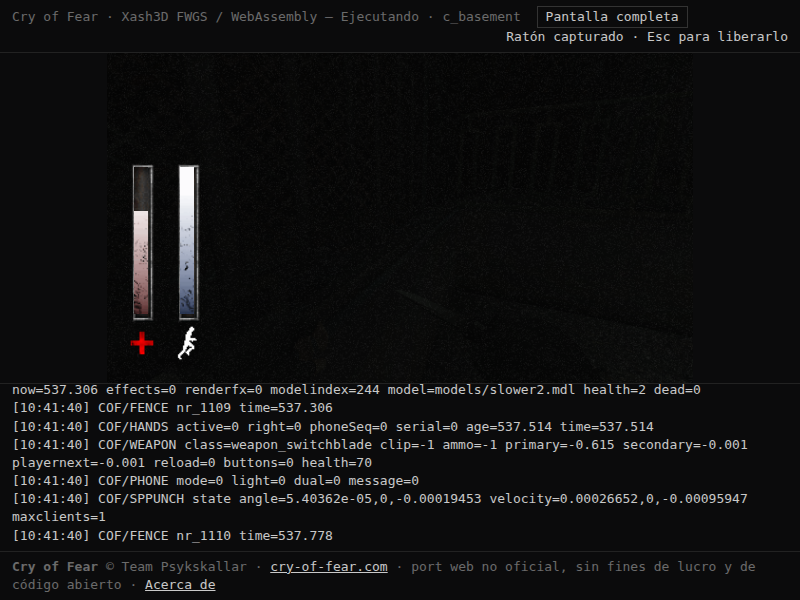 Cry of Fear · Xash3D FWGS / WebAssembly — Ejecutando · c_basement
Pantalla completa
Ratón capturado · Esc para liberarlo
now=537.306 effects=0 renderfx=0 modelindex=244 model=models/slower2.mdl health=2 dead=0
[10:41:40] COF/FENCE nr_1109 time=537.306
[10:41:40] COF/HANDS active=0 right=0 phoneSeq=0 serial=0 age=537.514 time=537.514
[10:41:40] COF/WEAPON class=weapon_switchblade clip=-1 ammo=-1 primary=-0.615 secondary=-0.001
playernext=-0.001 reload=0 buttons=0 health=70
[10:41:40] COF/PHONE mode=0 light=0 dual=0 message=0
[10:41:40] COF/SPPUNCH state angle=5.40362e-05,0,-0.00019453 velocity=0.00026652,0,-0.00095947
maxclients=1
[10:41:40] COF/FENCE nr_1110 time=537.778
Cry of Fear © Team Psykskallar · cry-of-fear.com · port web no oficial, sin fines de lucro y de
código abierto · Acerca de